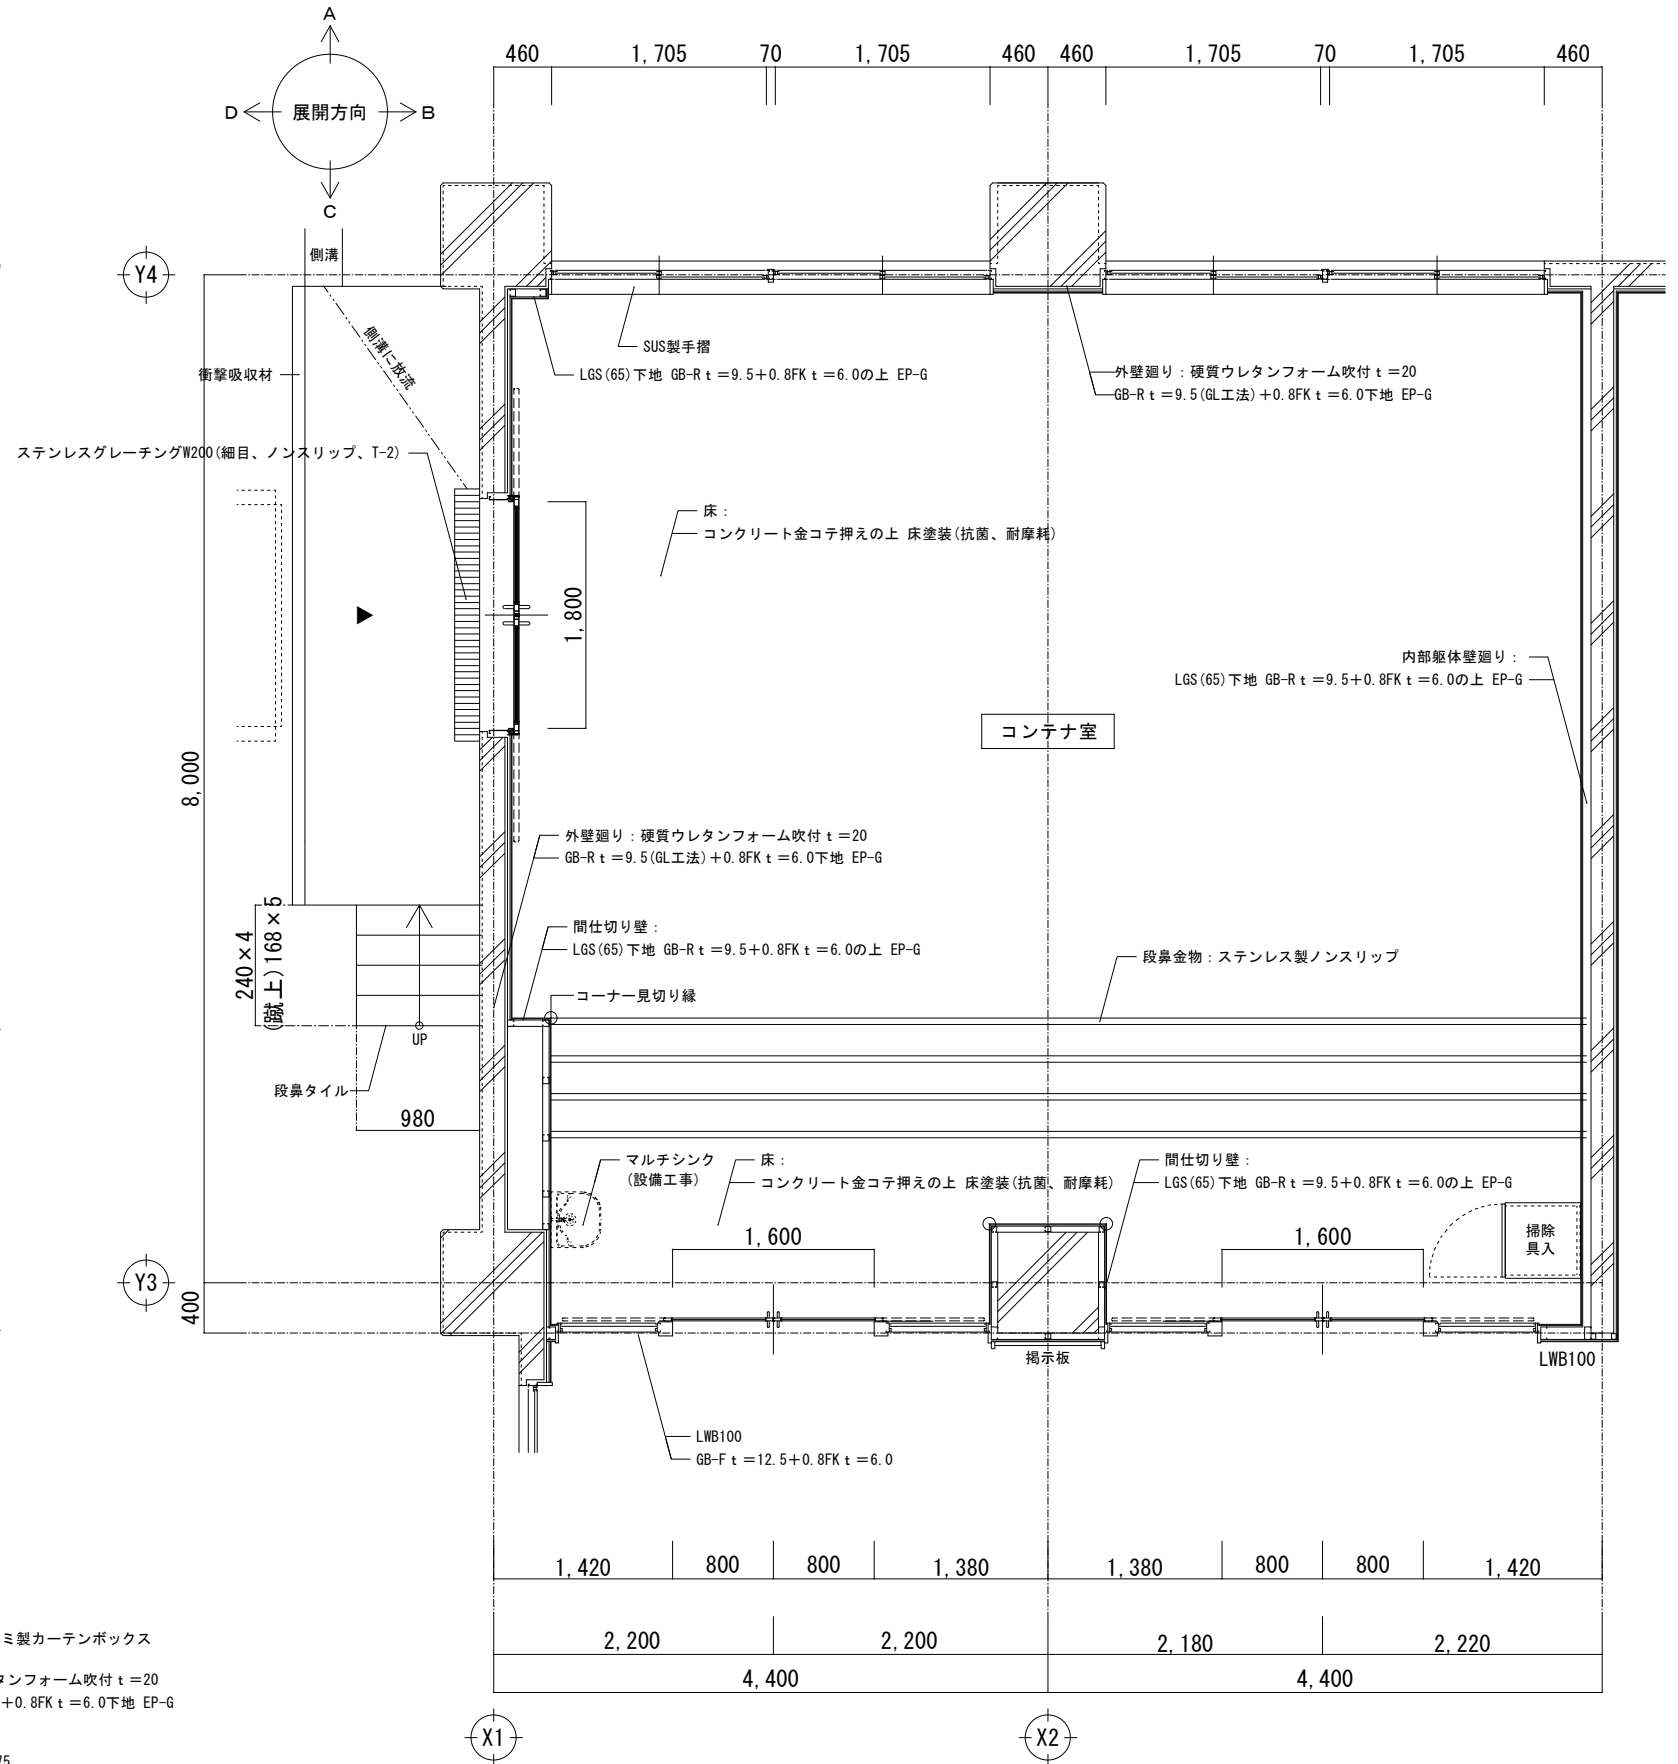 A
D 展開方向 B
C
460 1,705 70 1,705 460 460 1,705 70 1,705 460
側溝
Y4
側溝に放流
衝撃吸収材
SUS製手摺
LGS(65)下地 GB-Rｔ=9.5+0.8FKｔ=6.0の上 EP-G
外壁廻り：硬質ウレタンフォーム吹付ｔ=20
GB-Rｔ=9.5(GL工法)+0.8FKｔ=6.0下地 EP-G
ステンレスグレーチングW200(細目、ノンスリップ、T-2)
床：
コンクリート金コテ押えの上 床塗装(抗菌、耐摩耗)
1,800
内部躯体壁廻り：
LGS(65)下地 GB-Rｔ=9.5+0.8FKｔ=6.0の上 EP-G
コンテナ室
8,000
外壁廻り：硬質ウレタンフォーム吹付ｔ=20
GB-Rｔ=9.5(GL工法)+0.8FKｔ=6.0下地 EP-G
240×4
(蹴上)168×5
間仕切り壁：
LGS(65)下地 GB-Rｔ=9.5+0.8FKｔ=6.0の上 EP-G
段鼻金物：ステンレス製ノンスリップ
コーナー見切り縁
UP
段鼻タイル
980
マルチシンク
(設備工事)
床：
コンクリート金コテ押えの上 床塗装(抗菌、耐摩耗)
間仕切り壁：
LGS(65)下地 GB-Rｔ=9.5+0.8FKｔ=6.0の上 EP-G
1,600
1,600
掃除
具入
Y3
400
掲示板
LWB100
LWB100
GB-Fｔ=12.5+0.8FKｔ=6.0
1,420 800 800 1,380 1,380 800 800 1,420
2,200 2,200 2,180 2,220
4,400 4,400
ミ製カーテンボックス
タンフォーム吹付ｔ=20
+0.8FKｔ=6.0下地 EP-G
X1 X2